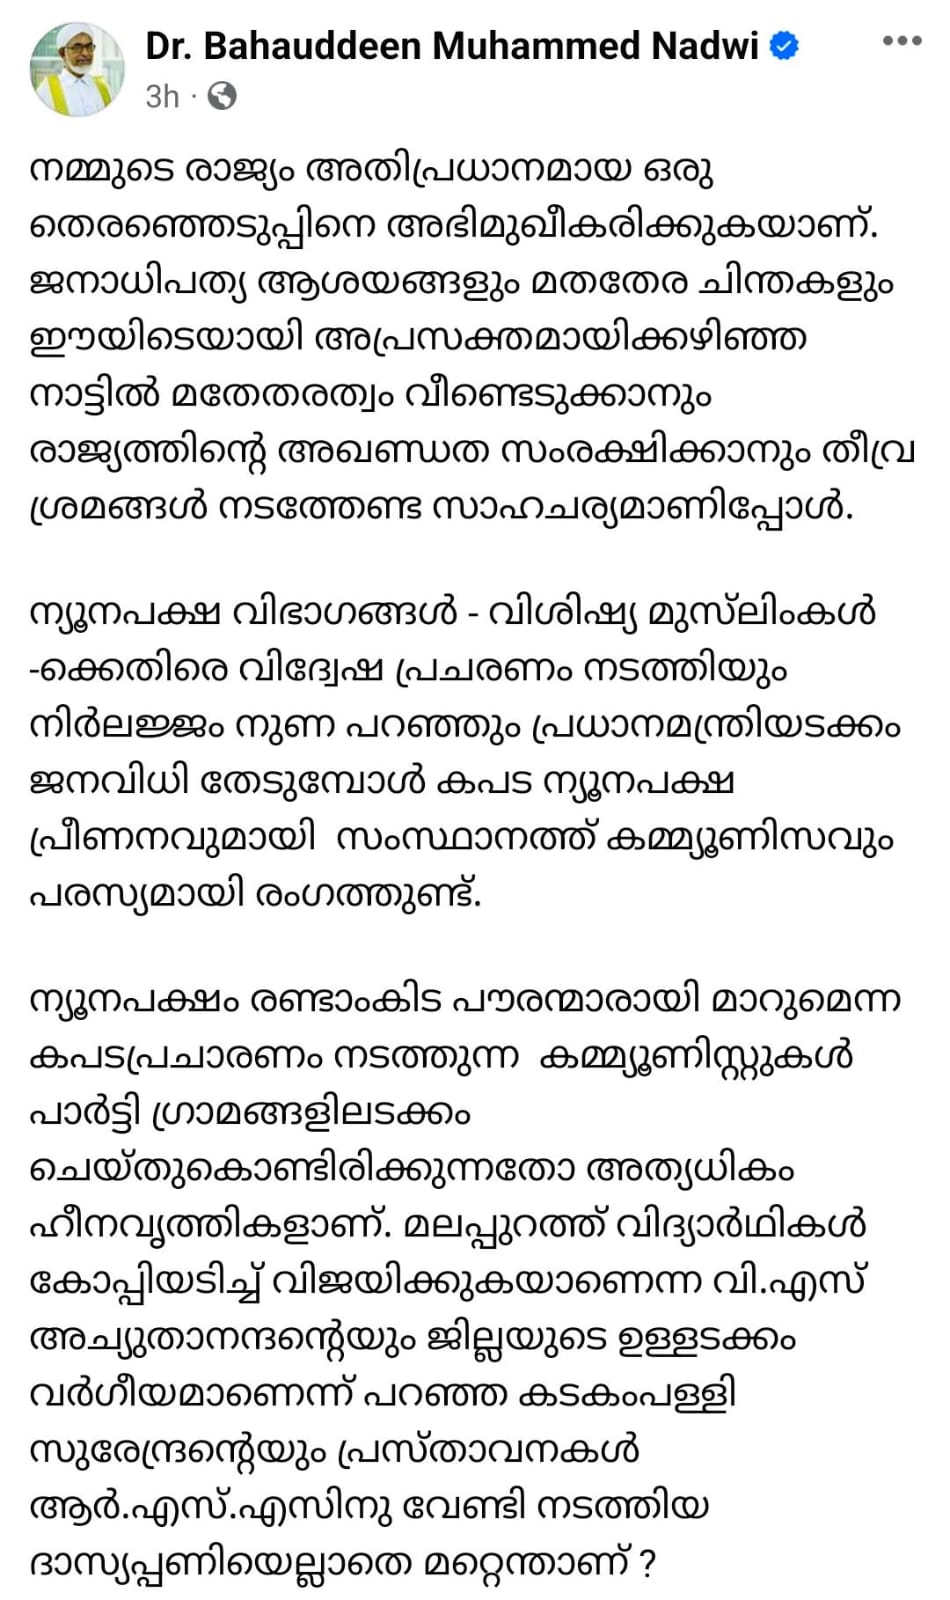 Dr. Bahauddeen Muhammed Nadwi
3h ·
നമ്മുടെ രാജ്യം അതിപ്രധാനമായ ഒരു
തെരഞ്ഞെടുപ്പിനെ അഭിമുഖീകരിക്കുകയാണ്.
ജനാധിപത്യ ആശയങ്ങളും മതതേര ചിന്തകളും
ഈയിടെയായി അപ്രസക്തമായിക്കഴിഞ്ഞ
നാട്ടിൽ മതേതരത്വം വീണ്ടെടുക്കാനും
രാജ്യത്തിന്റെ അഖണ്ഡത സംരക്ഷിക്കാനും തീവ്ര
ശ്രമങ്ങൾ നടത്തേണ്ട സാഹചര്യമാണിപ്പോൾ.
ന്യൂനപക്ഷ വിഭാഗങ്ങൾ - വിശിഷ്യ മുസ്‌ലിംകൾ
-ക്കെതിരെ വിദ്വേഷ പ്രചരണം നടത്തിയും
നിർലജ്ജം നുണ പറഞ്ഞും പ്രധാനമന്ത്രിയടക്കം
ജനവിധി തേടുമ്പോൾ കപട ന്യൂനപക്ഷ
പ്രീണനവുമായി സംസ്ഥാനത്ത് കമ്മ്യൂണിസവും
പരസ്യമായി രംഗത്തുണ്ട്.
ന്യൂനപക്ഷം രണ്ടാംകിട പൗരന്മാരായി മാറുമെന്ന
കപടപ്രചാരണം നടത്തുന്ന കമ്മ്യൂണിസ്റ്റുകൾ
പാർട്ടി ഗ്രാമങ്ങളിലടക്കം
ചെയ്തുകൊണ്ടിരിക്കുന്നതോ അത്യധികം
ഹീനവൃത്തികളാണ്. മലപ്പുറത്ത് വിദ്യാർഥികൾ
കോപ്പിയടിച്ച് വിജയിക്കുകയാണെന്ന വി.എസ്
അച്യുതാനന്ദന്റെയും ജില്ലയുടെ ഉള്ളടക്കം
വർഗീയമാണെന്ന് പറഞ്ഞ കടകംപള്ളി
സുരേന്ദ്രന്റെയും പ്രസ്താവനകൾ
ആർ.എസ്.എസിനു വേണ്ടി നടത്തിയ
ദാസ്യപ്പണിയെല്ലാതെ മറ്റെന്താണ് ?